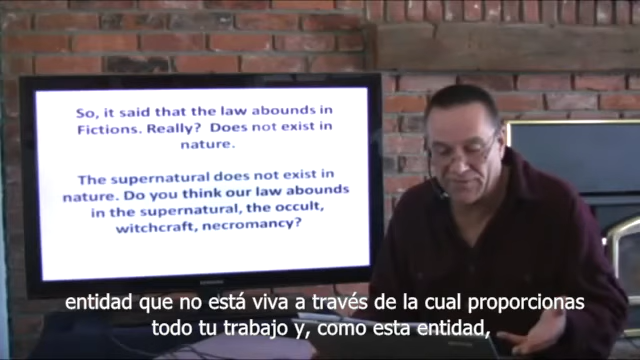 So, it said that the law abounds in
Fictions. Really? Does not exist in
nature.
The supernatural does not exist in
nature. Do you think our law abounds
in the supernatural, the occult,
witchcraft, necromancy?
entidad que no está viva a través de la cual proporcionas
todo tu trabajo y, como esta entidad,